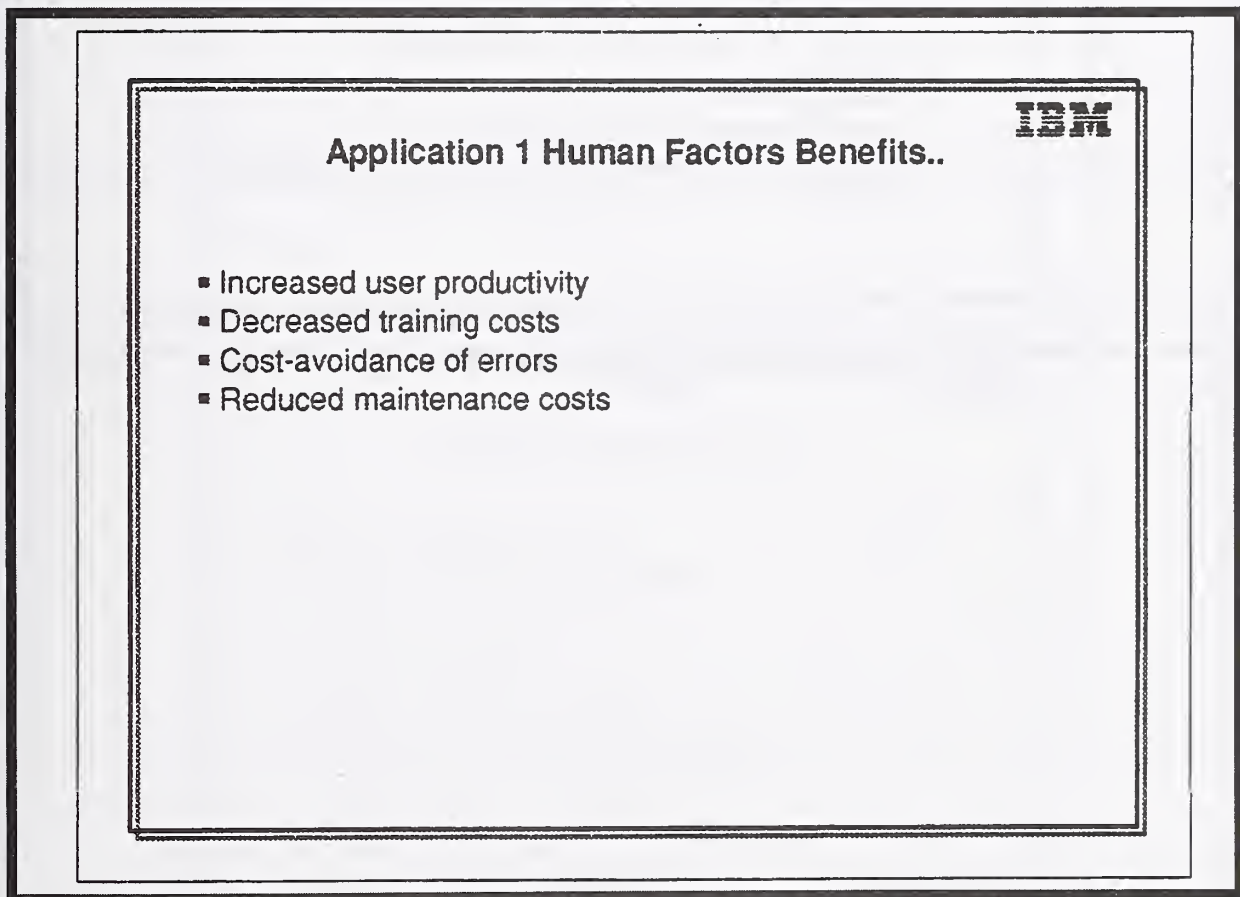 IBM
Application 1 Human Factors Benefits..
▪ Increased user productivity
▪ Decreased training costs
▪ Cost-avoidance of errors
▪ Reduced maintenance costs